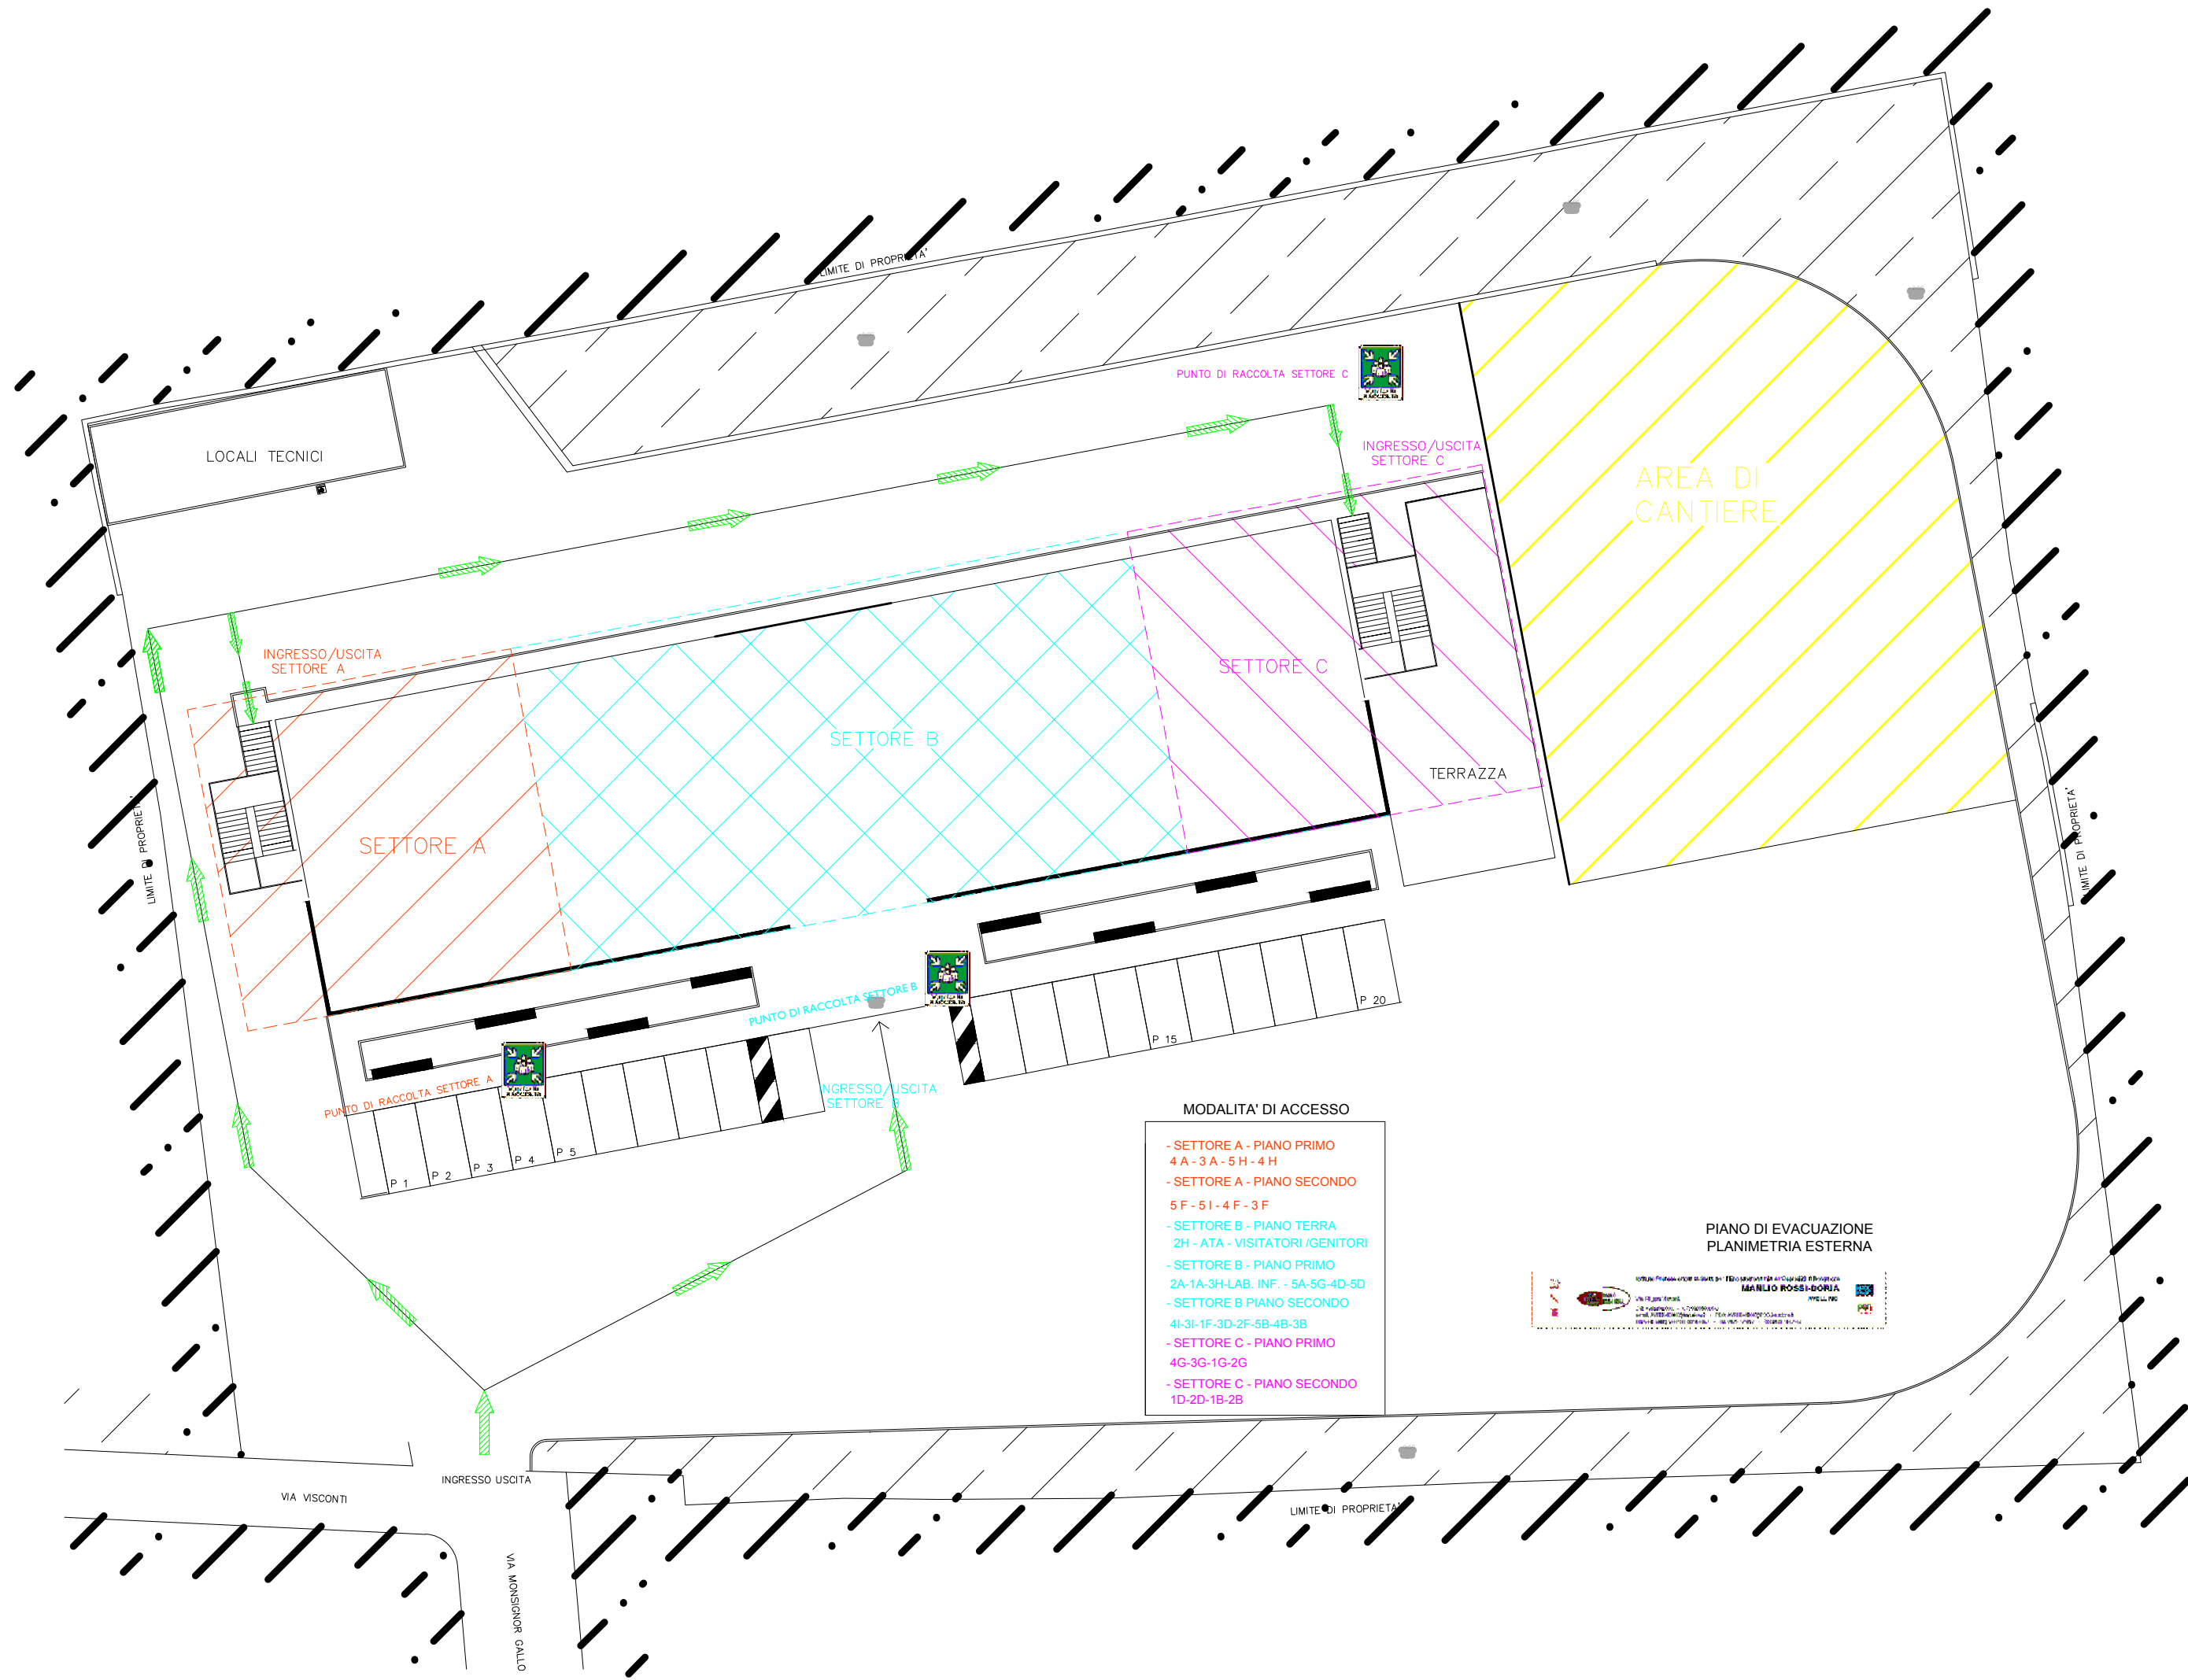 LIMITE DI PROPRIETA'
PUNTO DI RACCOLTA SETTORE C
INGRESSO/USCITA
SETTORE C
LOCALI TECNICI
AREA DI
CANTIERE
INGRESSO/USCITA
SETTORE A
SETTORE C
SETTORE B
TERRAZZA
SETTORE A
LIMITE DI PROPRIETA'
IMITE DI PROPRIETA'
PUNTO DI RACCOLTA SETTORE B
PUNTO DI RACCOLTA SETTORE A
NGRESSO/USCITA
SETTORE B
P 1
P 2
P 3
P 4
P 5
P 15
P 20
MODALITA' DI ACCESSO
- SETTORE A - PIANO PRIMO
4 A - 3 A - 5 H - 4 H
- SETTORE A - PIANO SECONDO
5 F - 5 I - 4 F - 3 F
- SETTORE B - PIANO TERRA
2H - ATA - VISITATORI /GENITORI
- SETTORE B - PIANO PRIMO
2A-1A-3H-LAB. INF. - 5A-5G-4D-5D
- SETTORE B PIANO SECONDO
4I-3I-1F-3D-2F-5B-4B-3B
- SETTORE C - PIANO PRIMO
4G-3G-1G-2G
- SETTORE C - PIANO SECONDO
1D-2D-1B-2B
PIANO DI EVACUAZIONE
PLANIMETRIA ESTERNA
MANLIO ROSSI-DORIA
AVELLINO
INGRESSO USCITA
VIA VISCONTI
VIA MONSIGNOR GALLO
LIMITE DI PROPRIETA'